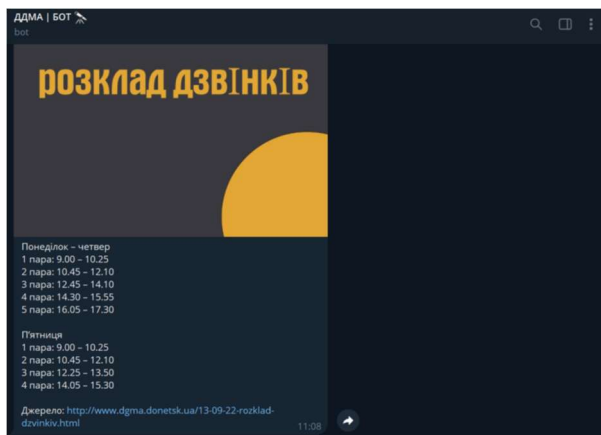 ДДМА | БОТ
bot
РОЗКЛАД ДЗВІНКІВ
Понеділок – четвер
1 пара: 9.00 – 10.25
2 пара: 10.45 – 12.10
3 пара: 12.45 – 14.10
4 пара: 14.30 – 15.55
5 пара: 16.05 – 17.30
П'ятниця
1 пара: 9.00 – 10.25
2 пара: 10.45 – 12.10
3 пара: 12.25 – 13.50
4 пара: 14.05 – 15.30
Джерело: http://www.dgma.donetsk.ua/13-09-22-rozklad-
dzvinkiv.html
11:08